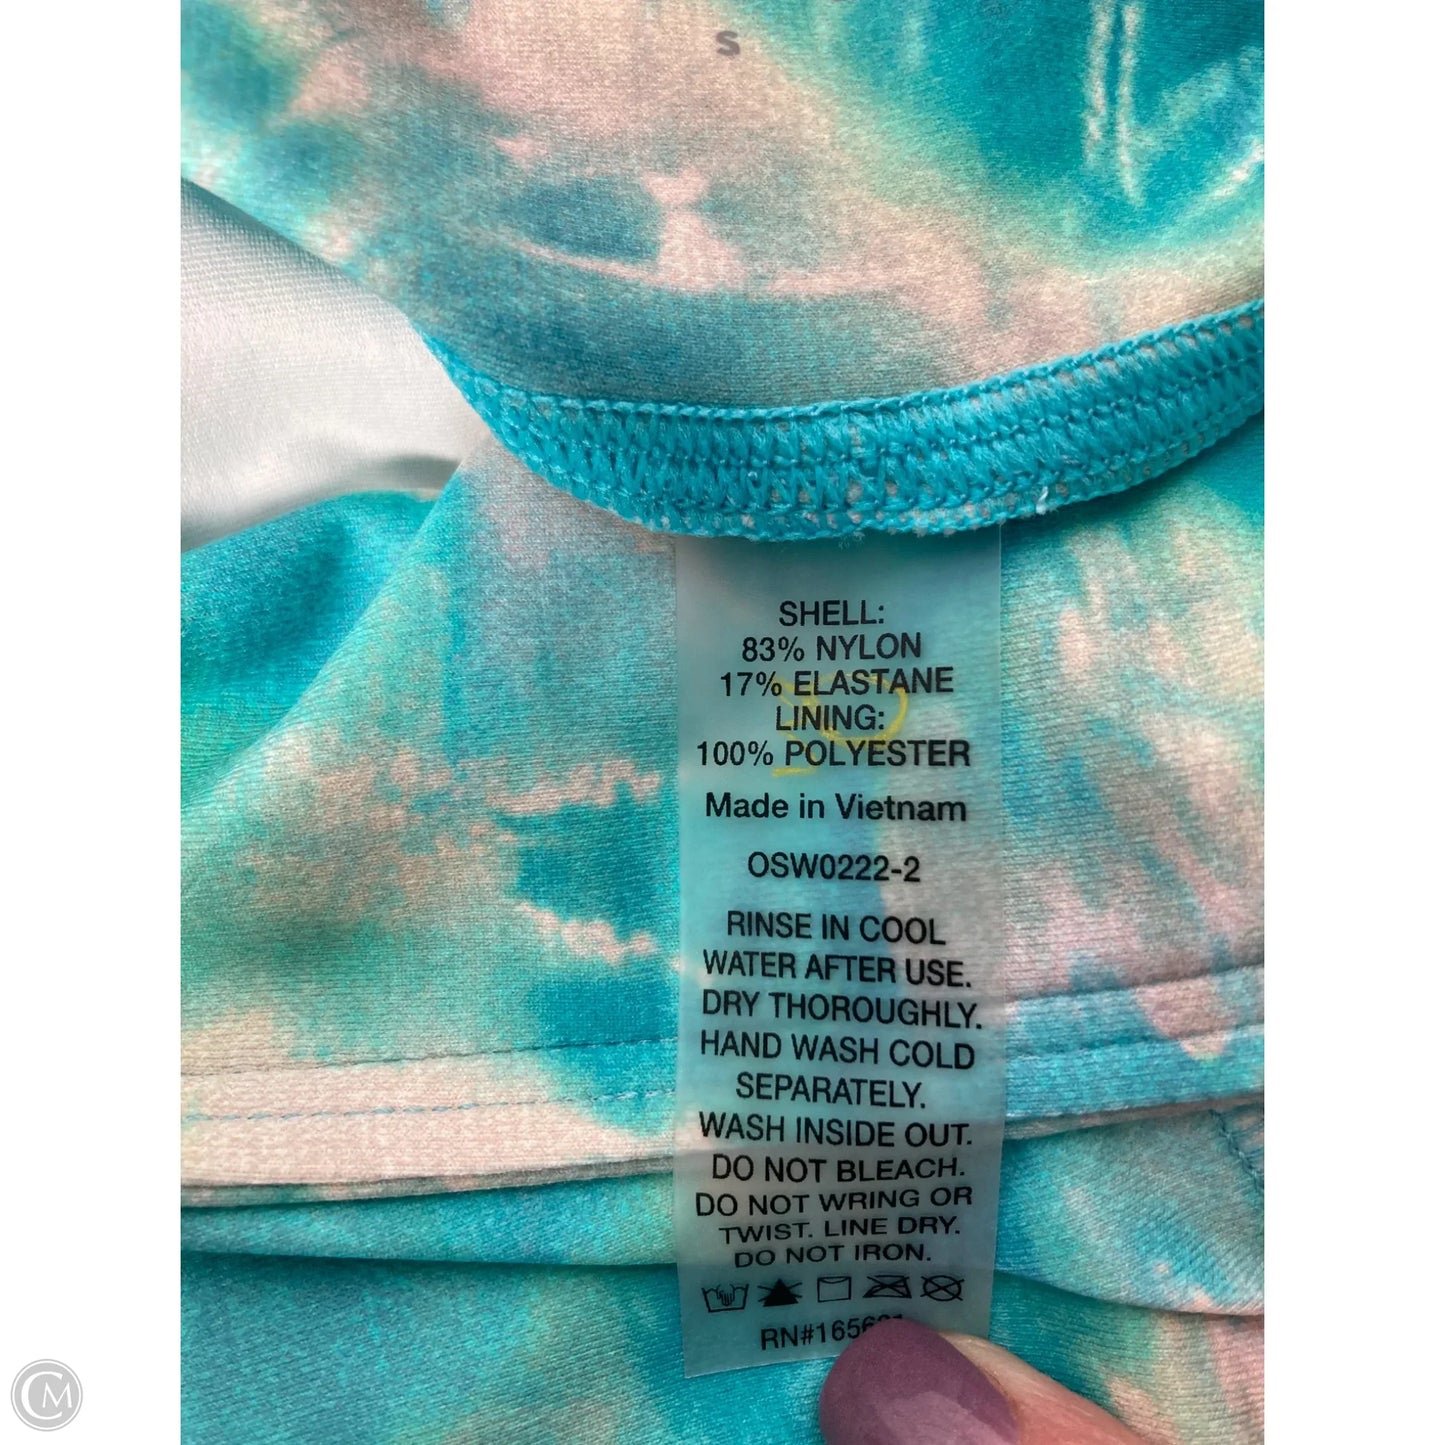 S
SHELL:
83% NYLON
17% ELASTANE
LINING:
100% POLYESTER
Made in Vietnam
OSW0222-2
RINSE IN COOL
WATER AFTER USE.
DRY THOROUGHLY.
HAND WASH COLD
SEPARATELY.
WASH INSIDE OUT.
DO NOT BLEACH.
DO NOT WRING OR
TWIST. LINE DRY.
DO NOT IRON.
CM